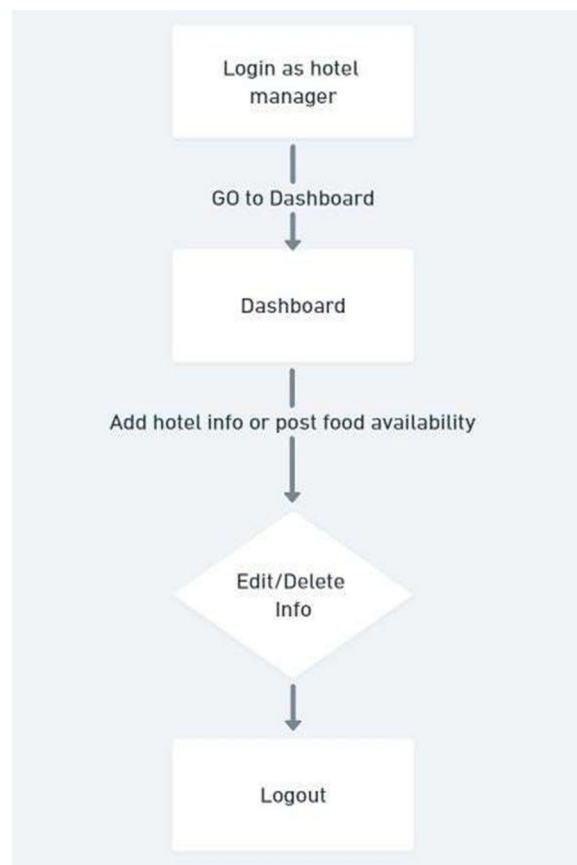 Login as hotel
manager
GO to Dashboard
Dashboard
Add hotel info or post food availability
Edit/Delete
Info
Logout